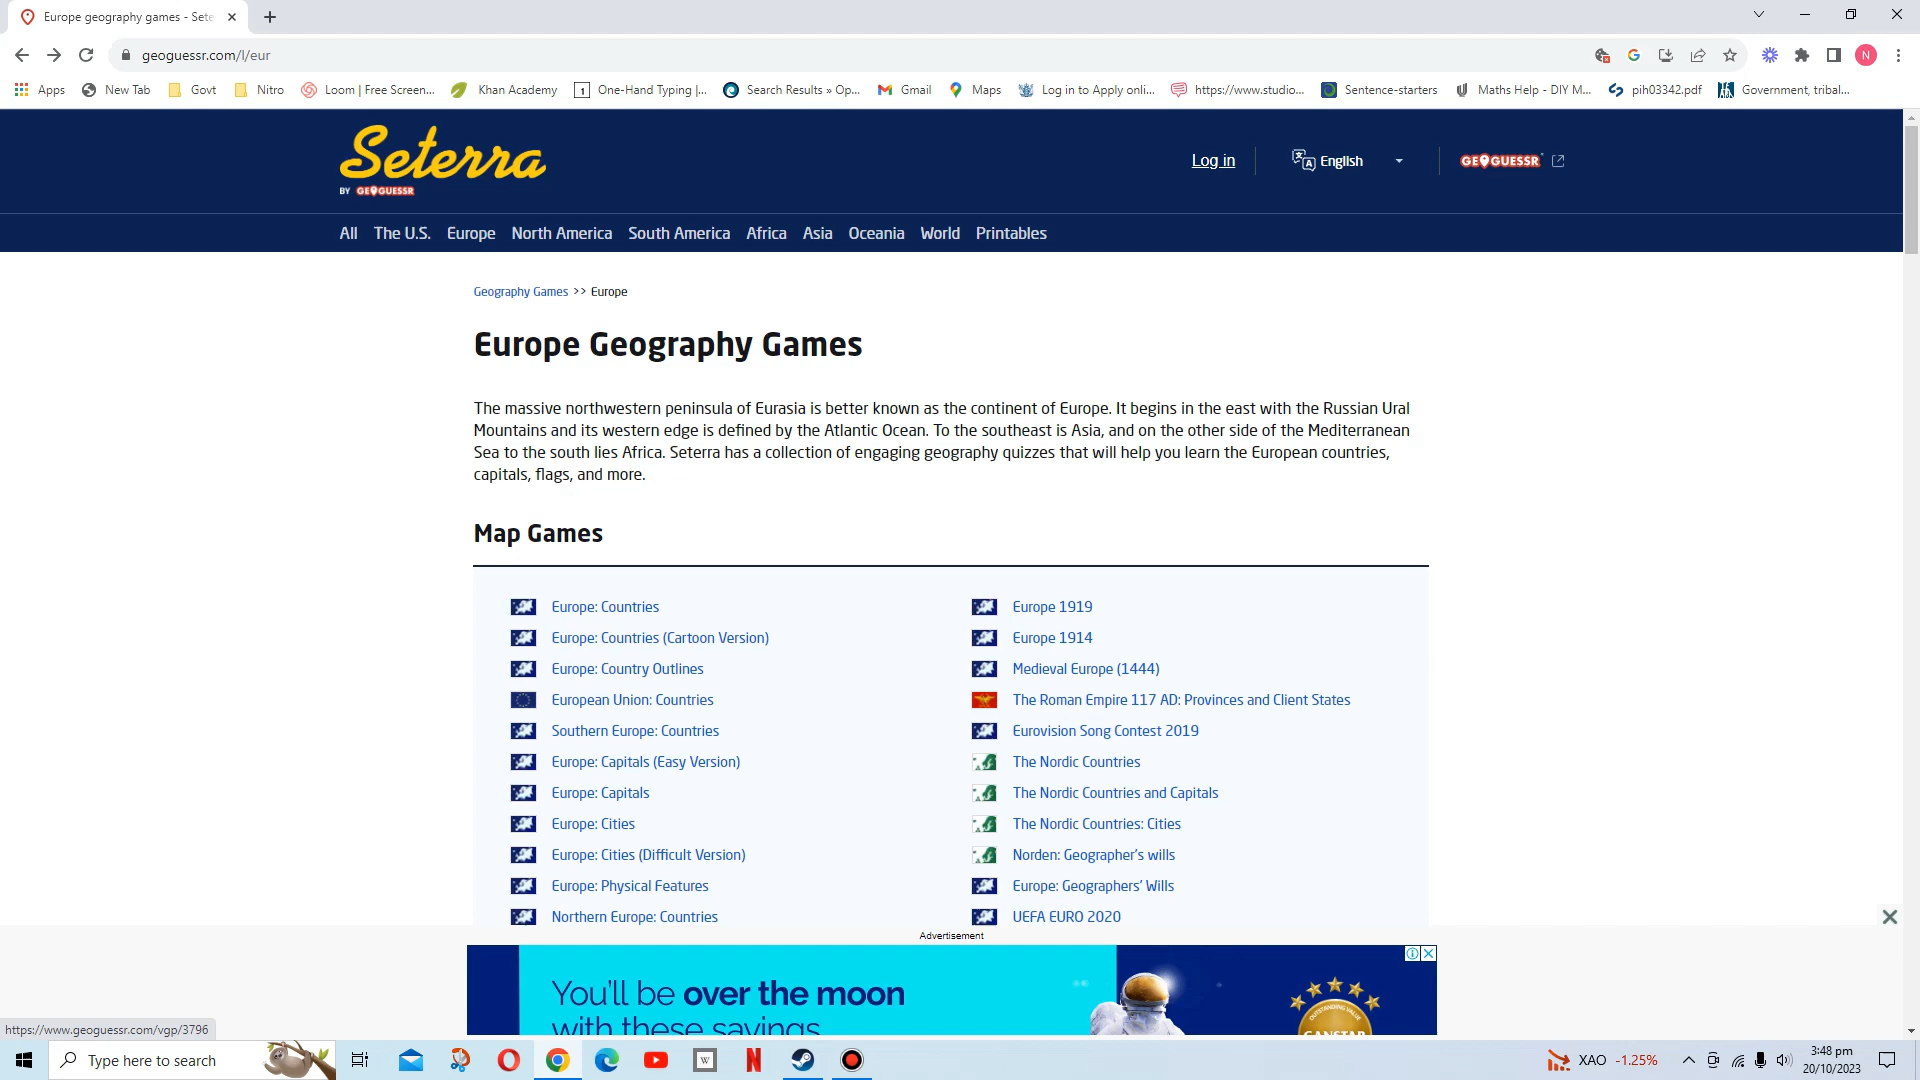 Europe geography games - Sete
geoguessr.com/l/eur
N
Apps
New Tab
Govt
Nitro
Loom | Free Screen...
Khan Academy
One-Hand Typing |...
Search Results » Op...
Gmail
Maps
Log in to Apply onli...
https://www.studio...
Sentence-starters
Maths Help - DIY M...
pih03342.pdf
Government, tribal...
Seterra
BY GEOGUESSR
Log in
English
GEOGUESSR
All The U.S. Europe North America South America Africa Asia Oceania World Printables
Geography Games >> Europe
Europe Geography Games
The massive northwestern peninsula of Eurasia is better known as the continent of Europe. It begins in the east with the Russian Ural
Mountains and its western edge is defined by the Atlantic Ocean. To the southeast is Asia, and on the other side of the Mediterranean
Sea to the south lies Africa. Seterra has a collection of engaging geography quizzes that will help you learn the European countries,
capitals, flags, and more.
Map Games
Europe: Countries
Europe: Countries (Cartoon Version)
Europe: Country Outlines
European Union: Countries
Southern Europe: Countries
Europe: Capitals (Easy Version)
Europe: Capitals
Europe: Cities
Europe: Cities (Difficult Version)
Europe: Physical Features
Northern Europe: Countries
Europe 1919
Europe 1914
Medieval Europe (1444)
The Roman Empire 117 AD: Provinces and Client States
Eurovision Song Contest 2019
The Nordic Countries
The Nordic Countries and Capitals
The Nordic Countries: Cities
Norden: Geographer's wills
Europe: Geographers' Wills
UEFA EURO 2020
Advertisement
You'll be over the moon
with these savings
OUTSTANDING VALUE
CANSTAR
https://www.geoguessr.com/vgp/3796
Type here to search
W
N
XAO -1.25%
3:48 pm
20/10/2023